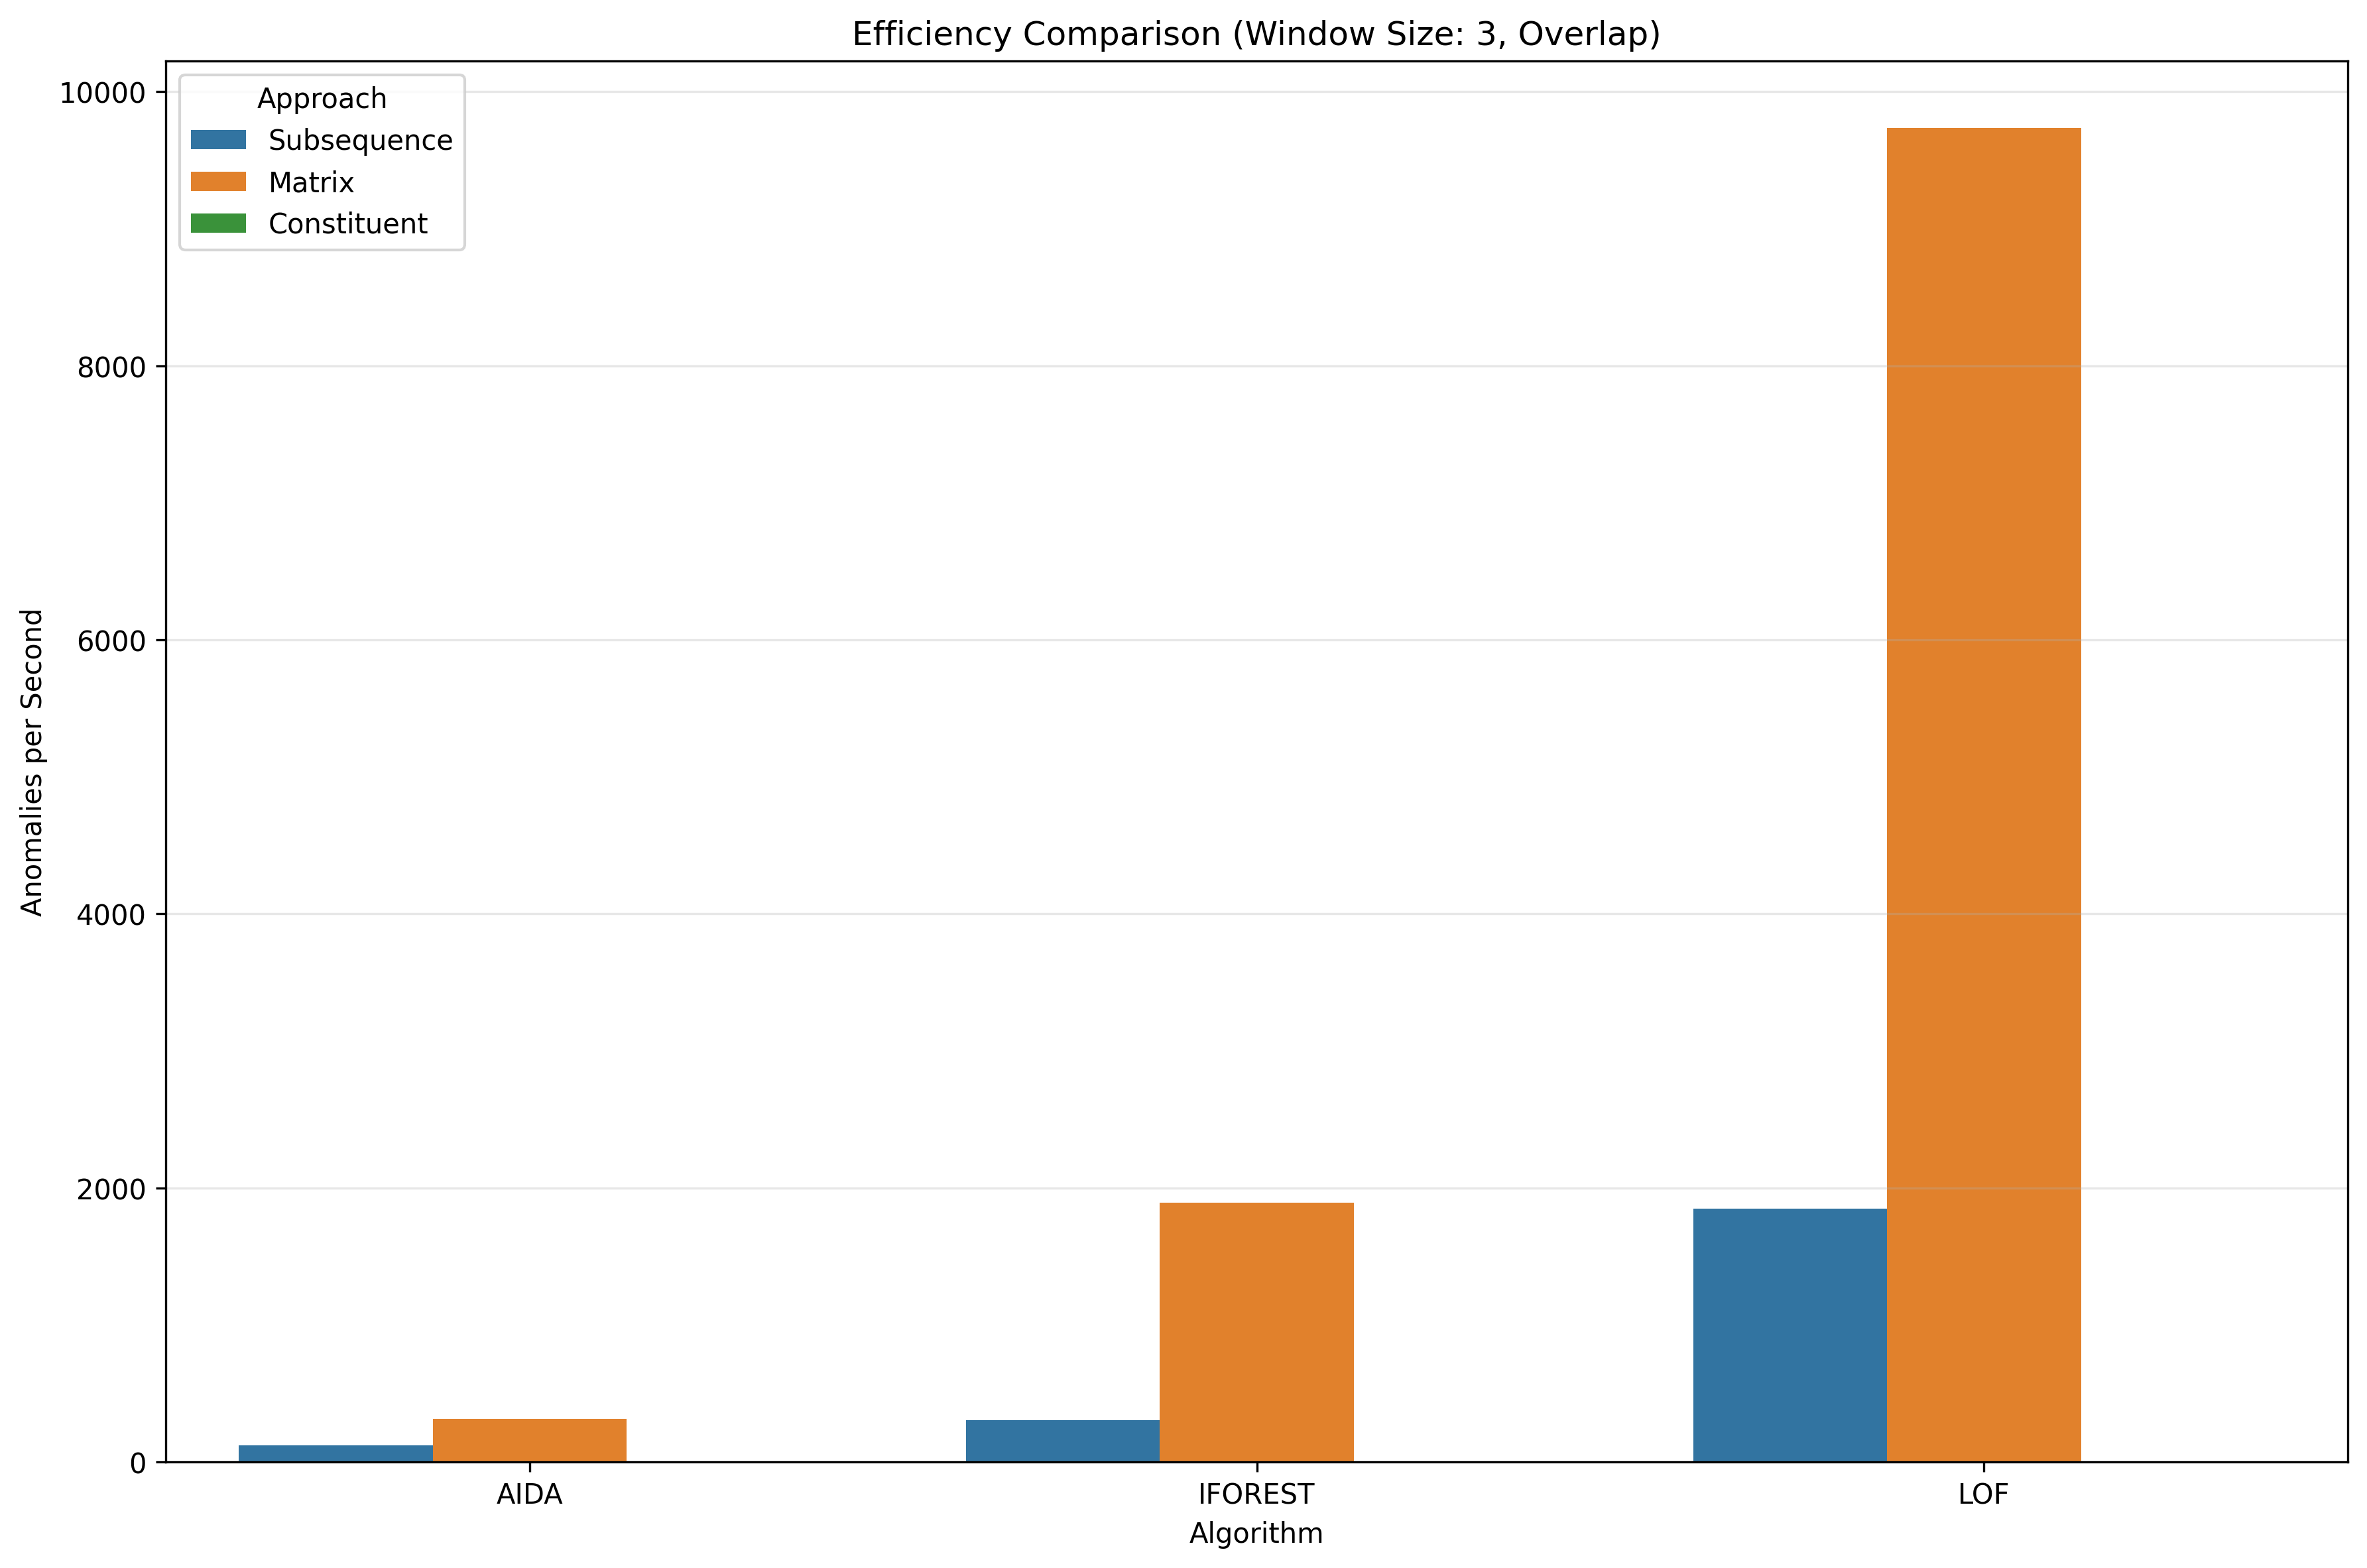 Efficiency Comparison (Window Size: 3, Overlap)
Approach
Subsequence
Matrix
Constituent
Anomalies per Second
10000
8000
6000
4000
2000
0
AIDA
IFOREST
LOF
Algorithm